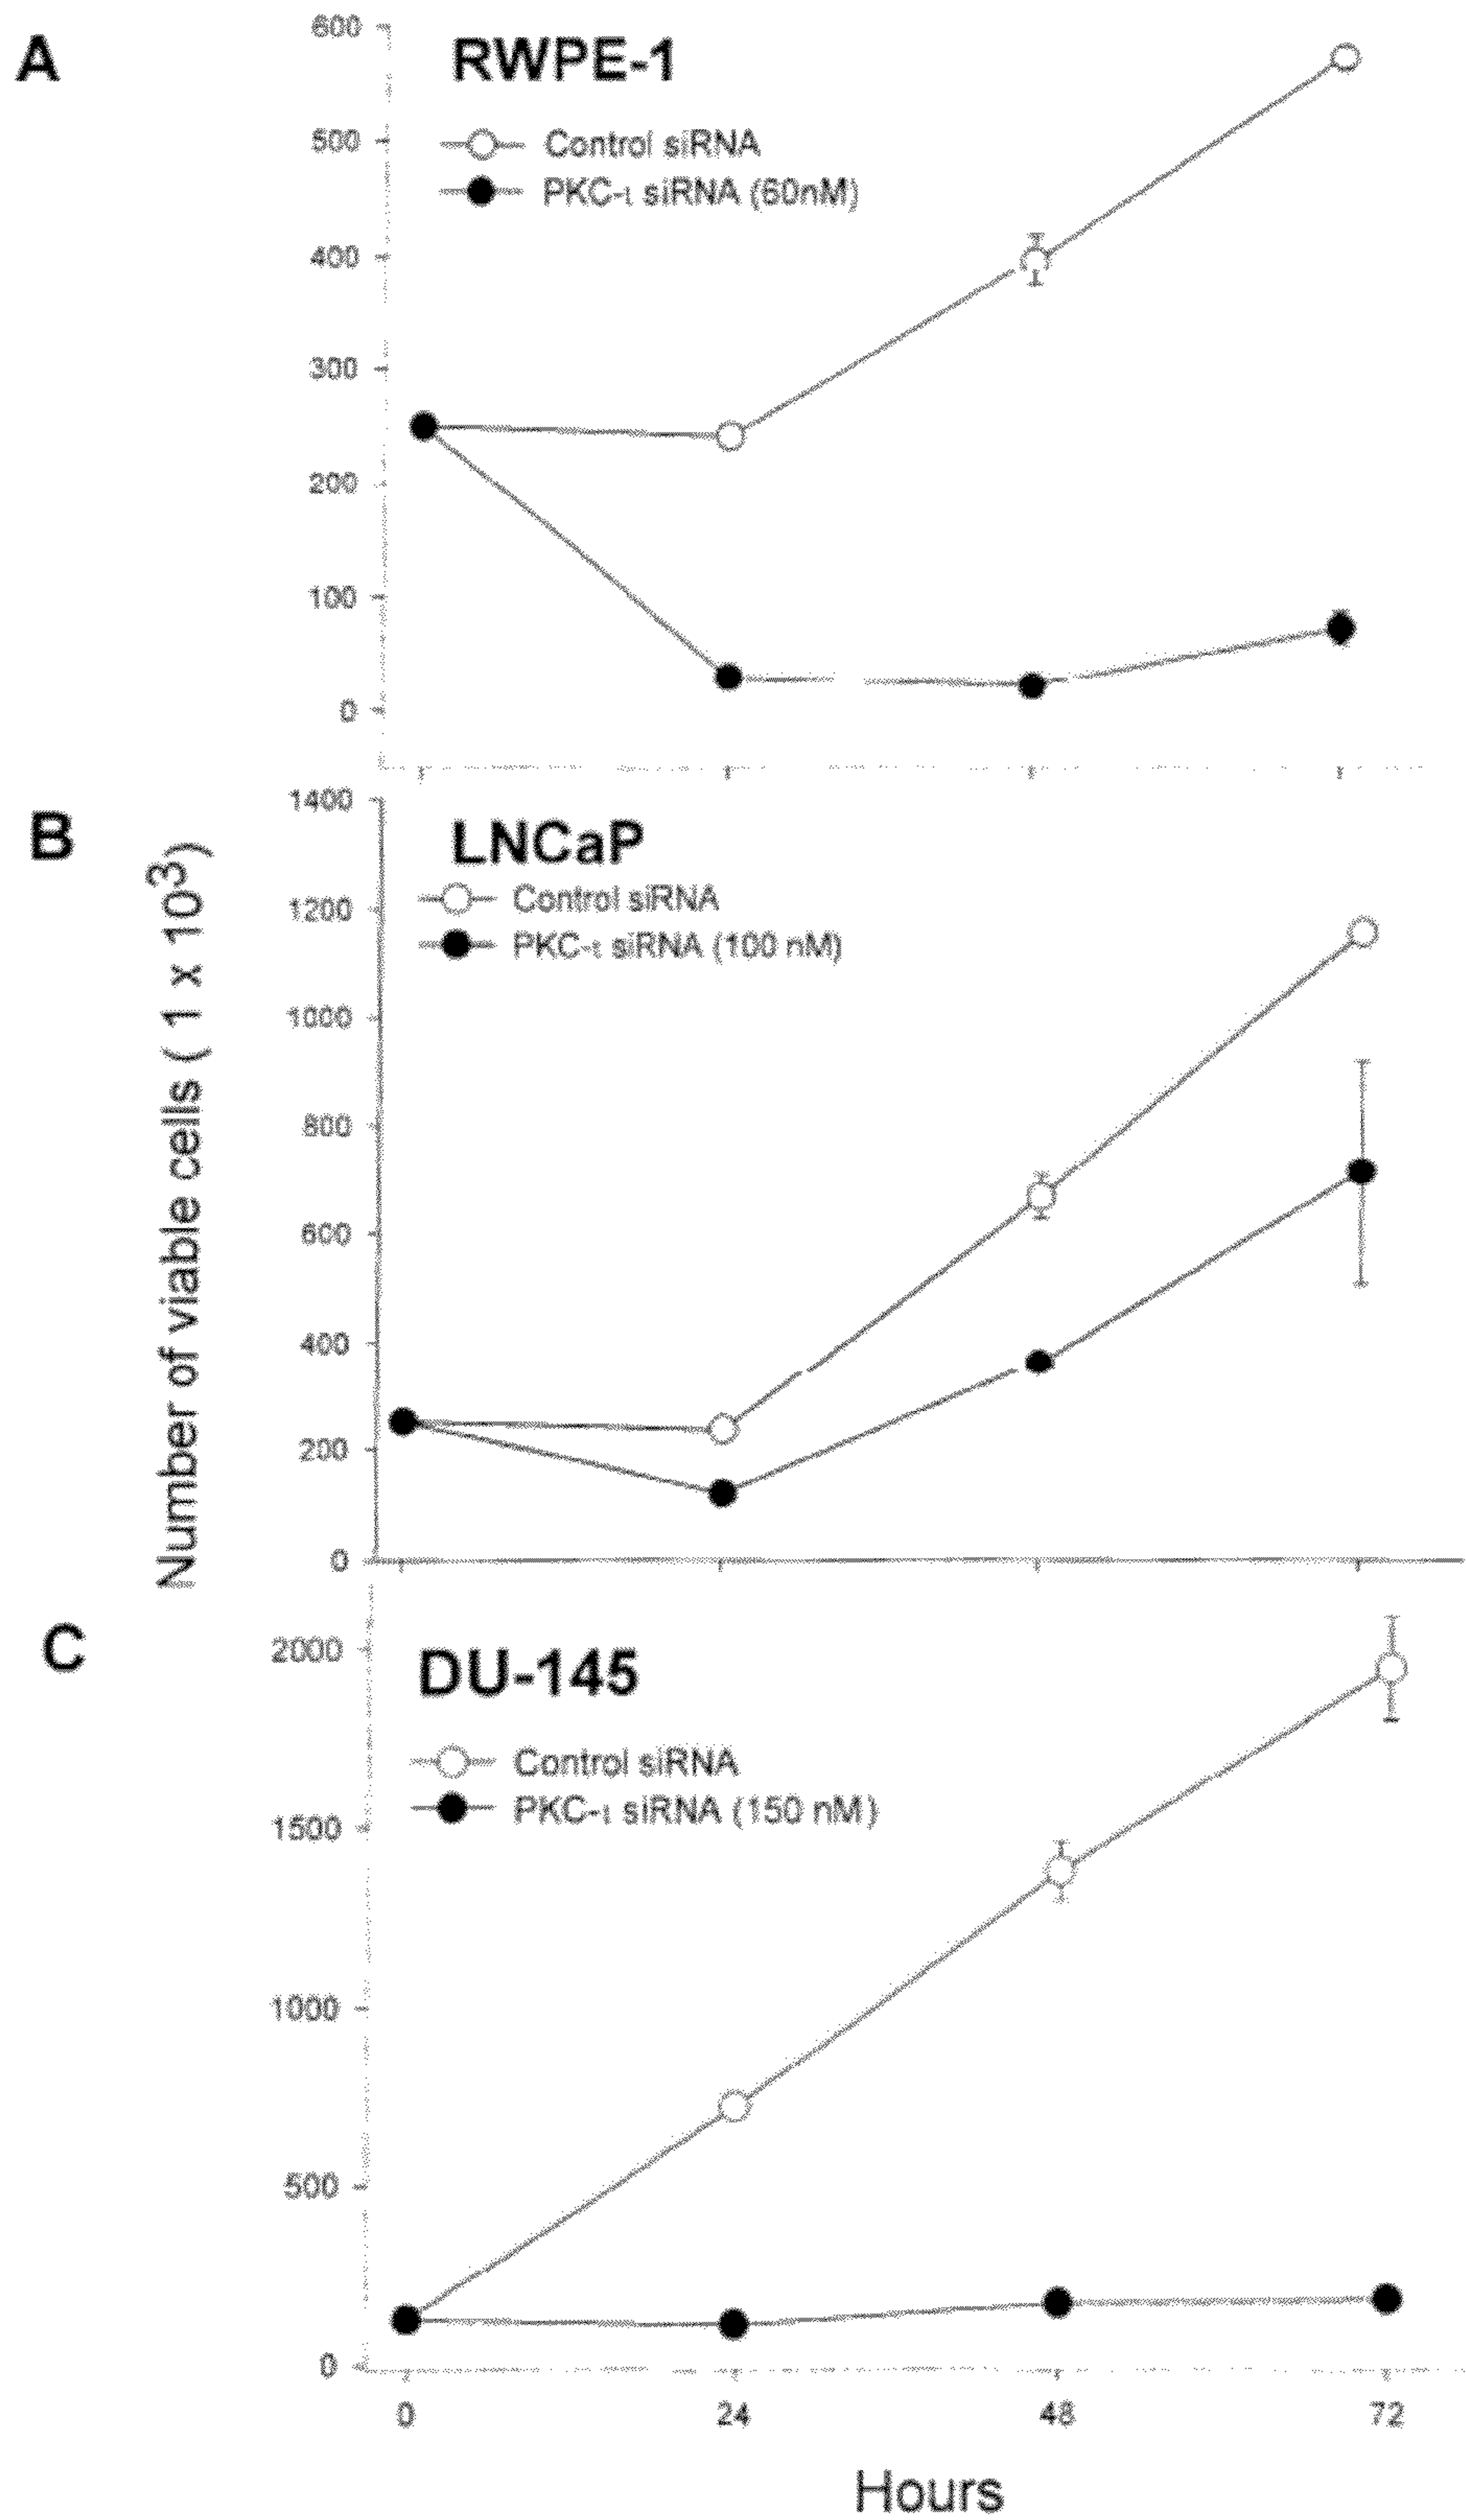 A
RWPE-1
Control siRNA
PKC-ι siRNA (60nM)
600
500
400
300
200
100
0
B
LNCaP
Control siRNA
PKC-ι siRNA (100 nM)
1400
1200
1000
800
600
400
200
0
Number of viable cells ( 1 x 10³)
C
DU-145
Control siRNA
PKC-ι siRNA (150 nM)
2000
1500
1000
500
0
0 24 48 72
Hours